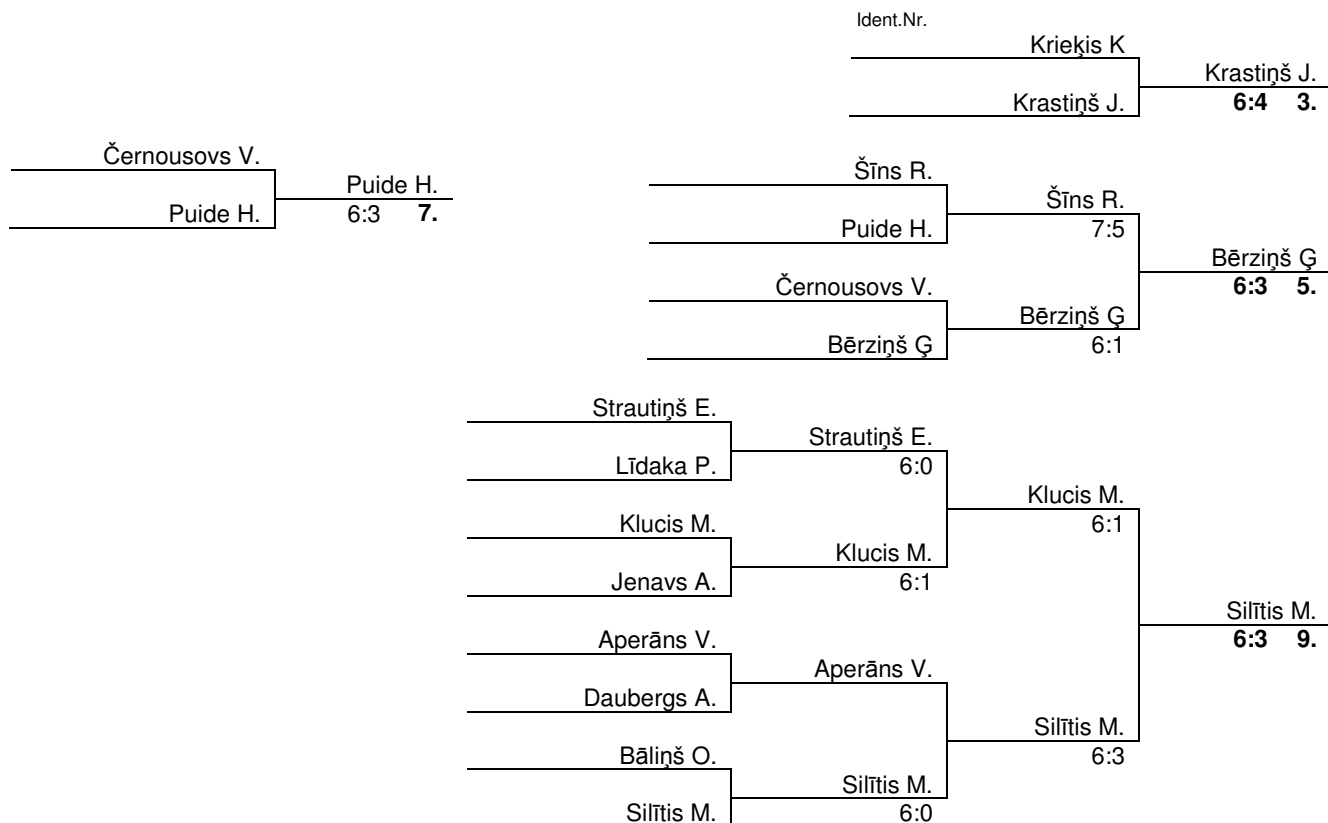 Ident.Nr.
Krieķis K
Krastiņš J.
Krastiņš J.
6:4 3.
Černousovs V.
Puide H.
Puide H.
6:3 7.
Šīns R.
Šīns R.
Puide H.
7:5
Bērziņš Ģ
6:3 5.
Černousovs V.
Bērziņš Ģ
Bērziņš Ģ
6:1
Strautiņš E.
Strautiņš E.
Līdaka P.
6:0
Klucis M.
6:1
Klucis M.
Klucis M.
Jenavs A.
6:1
Silītis M.
6:3 9.
Aperāns V.
Aperāns V.
Daubergs A.
Silītis M.
6:3
Bāliņš O.
Silītis M.
Silītis M.
6:0